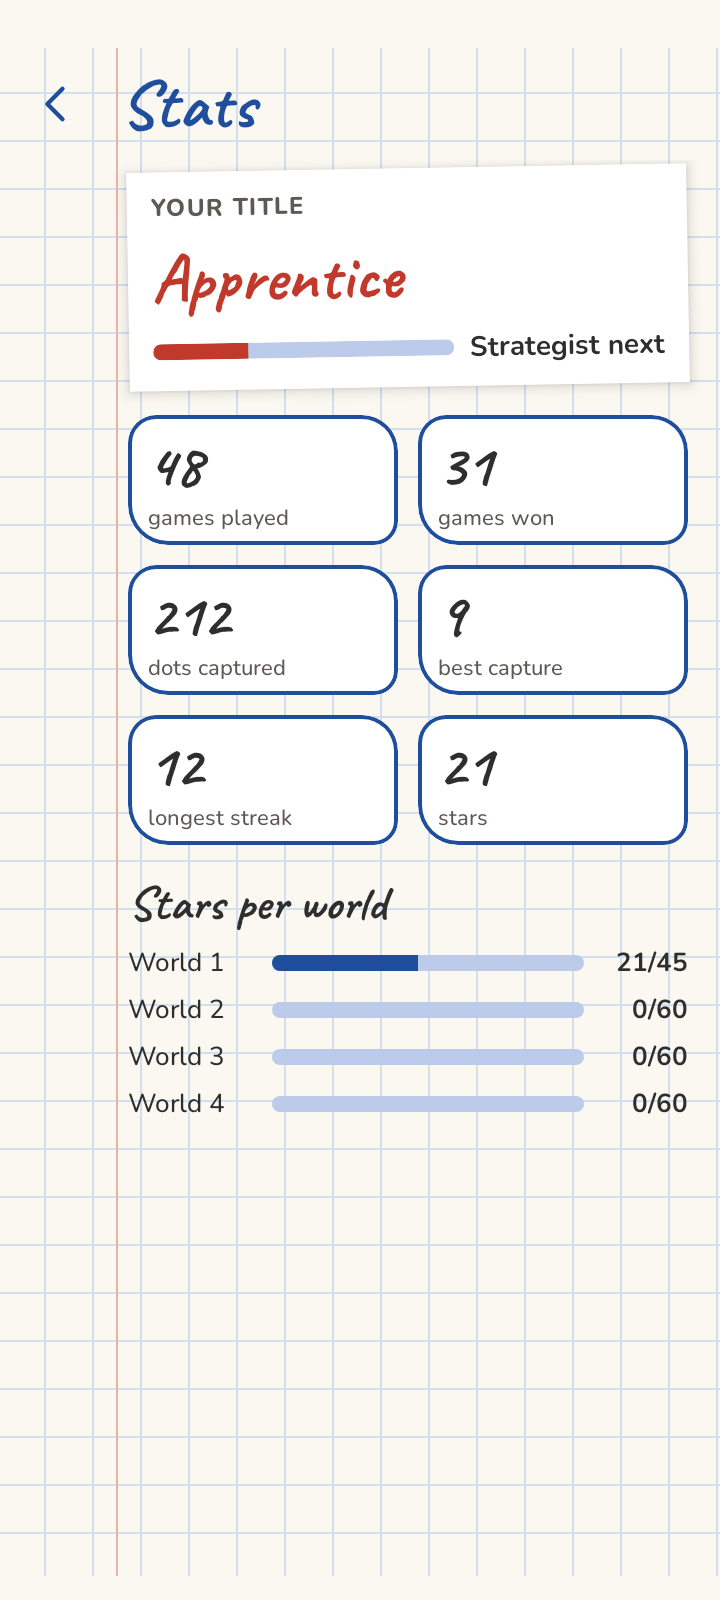 Stats
YOUR TITLE
Apprentice
Strategist next
48
games played
31
games won
212
dots captured
9
best capture
12
longest streak
21
stars
Stars per world
World 1 21/45
World 2 0/60
World 3 0/60
World 4 0/60